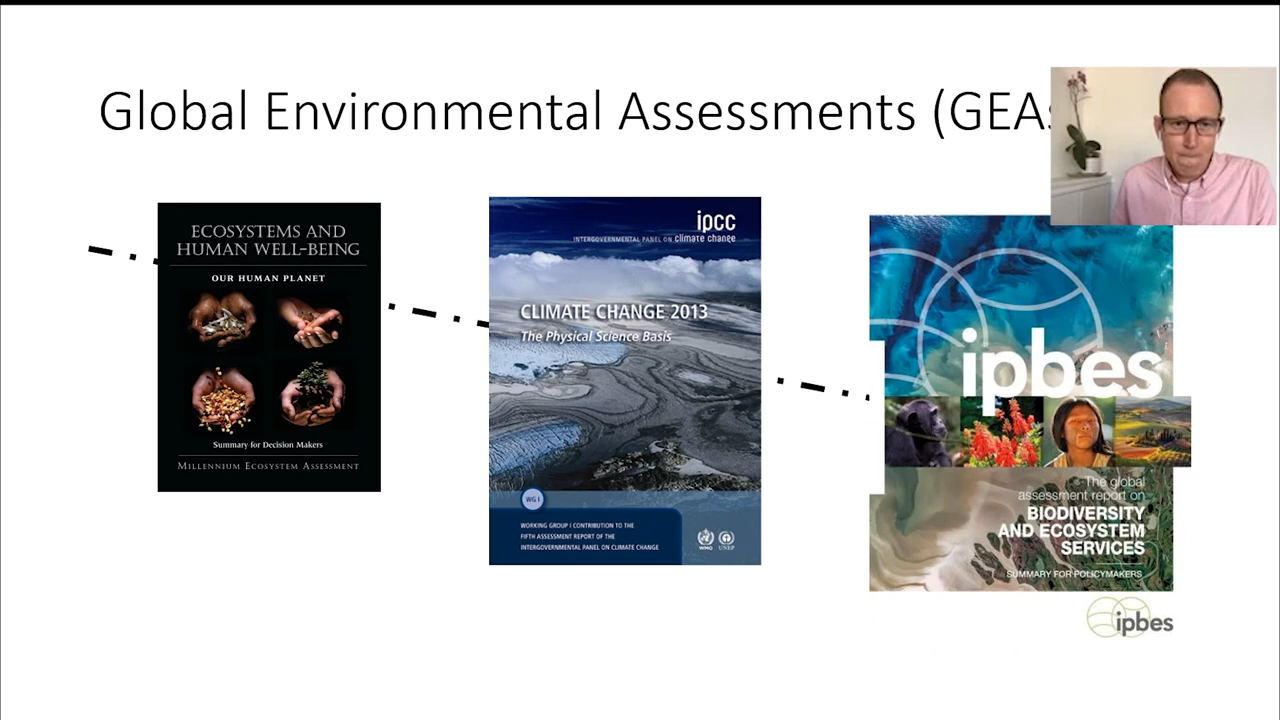 Global Environmental Assessments (GEAs
ECOSYSTEMS AND
HUMAN WELL-BEING
OUR HUMAN PLANET
Summary for Decision Makers
MILLENNIUM ECOSYSTEM ASSESSMENT
ipcc
INTERGOVERNMENTAL PANEL ON climate change
CLIMATE CHANGE 2013
The Physical Science Basis
WG I
WORKING GROUP I CONTRIBUTION TO THE
FIFTH ASSESSMENT REPORT OF THE
INTERGOVERNMENTAL PANEL ON CLIMATE CHANGE
WMO UNEP
ipbes
The global
assessment report on
BIODIVERSITY
AND ECOSYSTEM
SERVICES
SUMMARY FOR POLICYMAKERS
ipbes